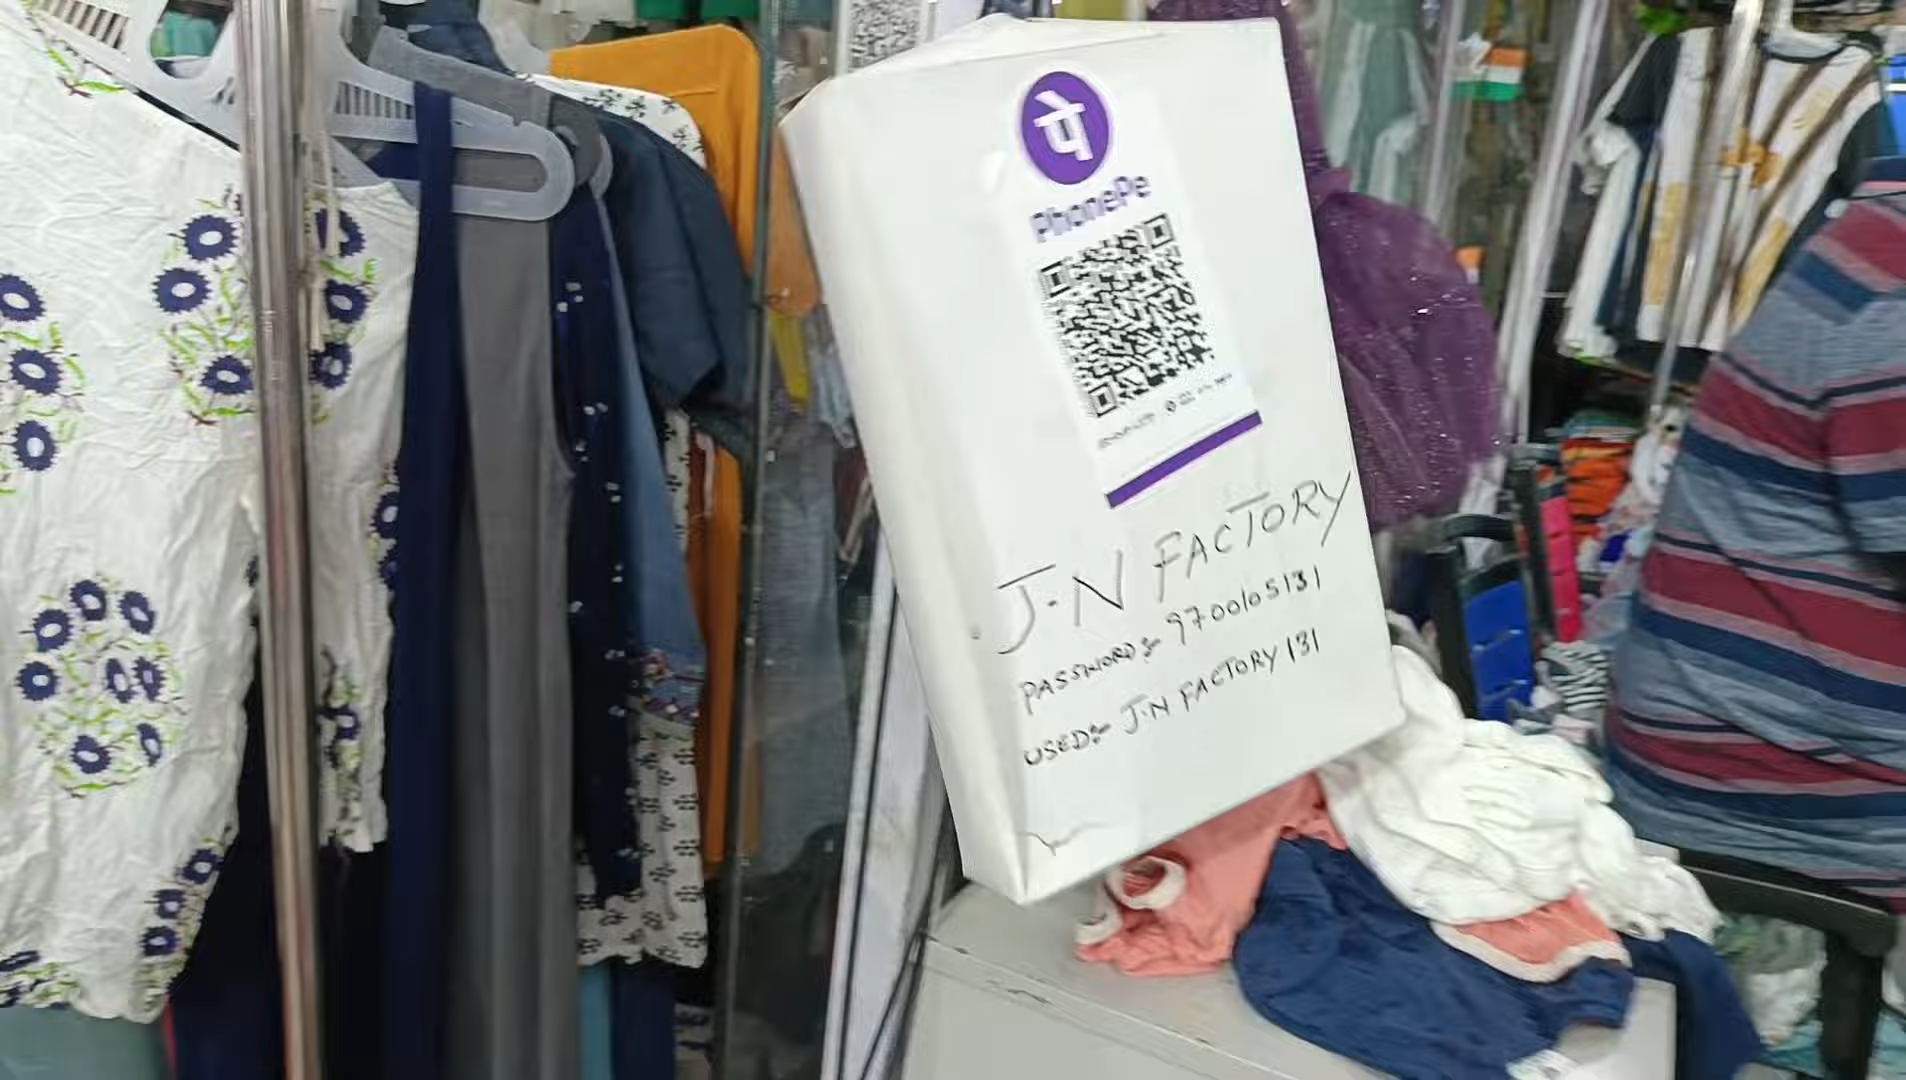 पे
PhonePe
J.N FACTORY
PASSWORD:- 9700105131
USED:- J.N FACTORY 131